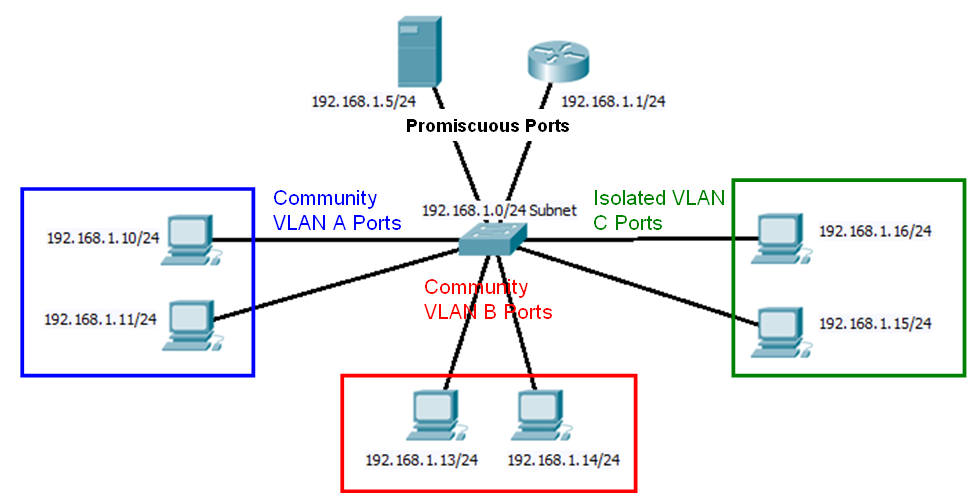 192.168.1.5/24
192.168.1.1/24
Promiscuous Ports
Community
VLAN A Ports
Isolated VLAN
C Ports
192.168.1.0/24 Subnet
192.168.1.10/24
192.168.1.16/24
Community
VLAN B Ports
192.168.1.11/24
192.168.1.15/24
192.168.1.13/24
192.168.1.14/24